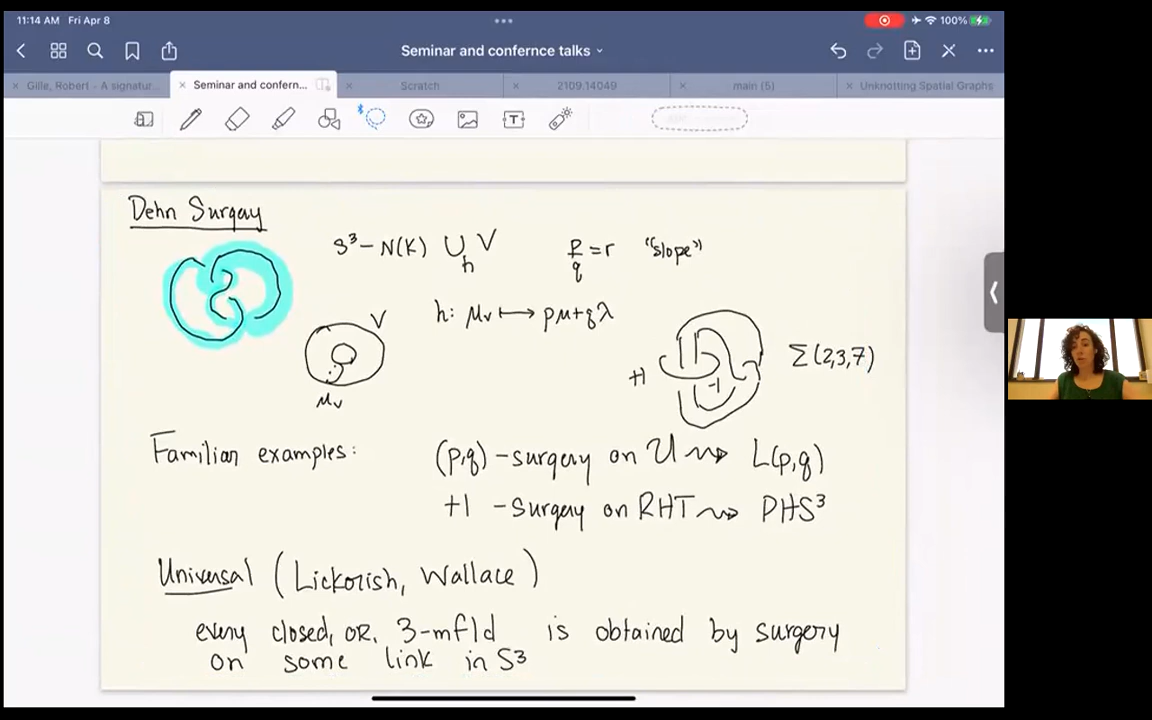 11:14 AM Fri Apr 8
100%
Seminar and confernce talks
Gille, Robert - A signatur...
Seminar and confern...
Scratch
2109.14049
main (5)
Unknotting Spatial Graphs
Dehn Surgery
S³ – N(K) ∪ₕ V
p/q = r "slope"
h: μᵥ ⟼ pμ+qλ
V
μᵥ
+1
-1
Σ(2,3,7)
Familian examples:
(p,q) - surgery on U ⇝ L(p,q)
+1 - surgery on RHT ⇝ PHS³
Universal (Lickorish, Wallace)
every closed, or. 3-mfld is obtained by surgery
on some link in S³